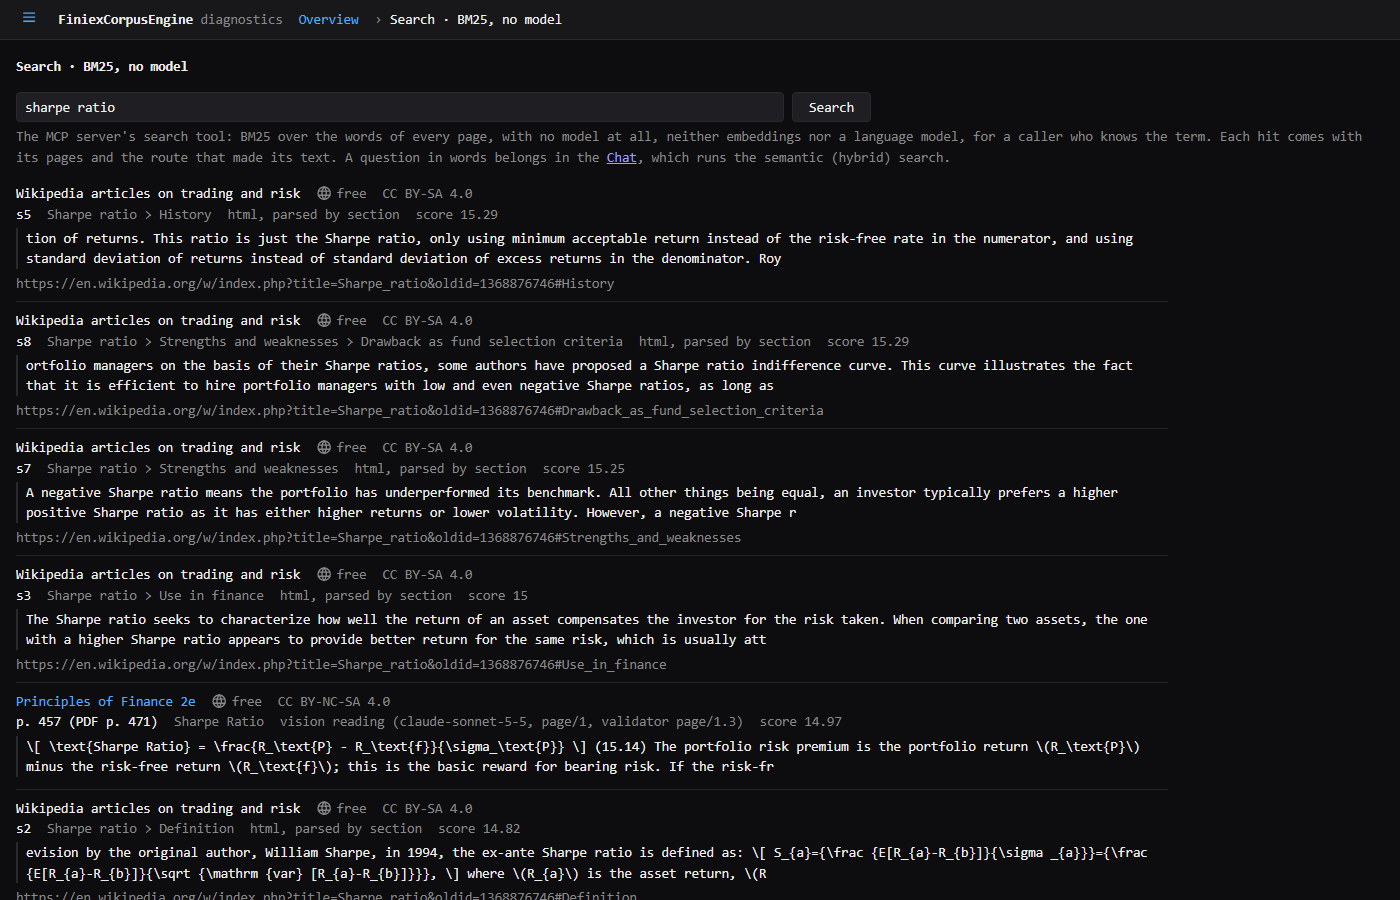 FiniexCorpusEngine diagnostics Overview › Search · BM25, no model
Search · BM25, no model
sharpe ratio Search
The MCP server's search tool: BM25 over the words of every page, with no model at all, neither embeddings nor a language model, for a caller who knows the term. Each hit comes with
its pages and the route that made its text. A question in words belongs in the Chat, which runs the semantic (hybrid) search.
Wikipedia articles on trading and risk free CC BY-SA 4.0
s5 Sharpe ratio > History html, parsed by section score 15.29
tion of returns. This ratio is just the Sharpe ratio, only using minimum acceptable return instead of the risk-free rate in the numerator, and using
standard deviation of returns instead of standard deviation of excess returns in the denominator. Roy
https://en.wikipedia.org/w/index.php?title=Sharpe_ratio&oldid=1368876746#History
Wikipedia articles on trading and risk free CC BY-SA 4.0
s8 Sharpe ratio > Strengths and weaknesses > Drawback as fund selection criteria html, parsed by section score 15.29
ortfolio managers on the basis of their Sharpe ratios, some authors have proposed a Sharpe ratio indifference curve. This curve illustrates the fact
that it is efficient to hire portfolio managers with low and even negative Sharpe ratios, as long as
https://en.wikipedia.org/w/index.php?title=Sharpe_ratio&oldid=1368876746#Drawback_as_fund_selection_criteria
Wikipedia articles on trading and risk free CC BY-SA 4.0
s7 Sharpe ratio > Strengths and weaknesses html, parsed by section score 15.25
A negative Sharpe ratio means the portfolio has underperformed its benchmark. All other things being equal, an investor typically prefers a higher
positive Sharpe ratio as it has either higher returns or lower volatility. However, a negative Sharpe r
https://en.wikipedia.org/w/index.php?title=Sharpe_ratio&oldid=1368876746#Strengths_and_weaknesses
Wikipedia articles on trading and risk free CC BY-SA 4.0
s3 Sharpe ratio > Use in finance html, parsed by section score 15
The Sharpe ratio seeks to characterize how well the return of an asset compensates the investor for the risk taken. When comparing two assets, the one
with a higher Sharpe ratio appears to provide better return for the same risk, which is usually att
https://en.wikipedia.org/w/index.php?title=Sharpe_ratio&oldid=1368876746#Use_in_finance
Principles of Finance 2e free CC BY-NC-SA 4.0
p. 457 (PDF p. 471) Sharpe Ratio vision reading (claude-sonnet-5-5, page/1, validator page/1.3) score 14.97
\[ \text{Sharpe Ratio} = \frac{R_\text{P} - R_\text{f}}{\sigma_\text{P}} \] (15.14) The portfolio risk premium is the portfolio return \(R_\text{P}\)
minus the risk-free return \(R_\text{f}\); this is the basic reward for bearing risk. If the risk-fr
Wikipedia articles on trading and risk free CC BY-SA 4.0
s2 Sharpe ratio > Definition html, parsed by section score 14.82
evision by the original author, William Sharpe, in 1994, the ex-ante Sharpe ratio is defined as: \[ S_{a}={\frac {E[R_{a}-R_{b}]}{\sigma _{a}}}={\frac
{E[R_{a}-R_{b}]}{\sqrt {\mathrm {var} [R_{a}-R_{b}]}}}, \] where \(R_{a}\) is the asset return, \(R
https://en.wikipedia.org/w/index.php?title=Sharpe_ratio&oldid=1368876746#Definition